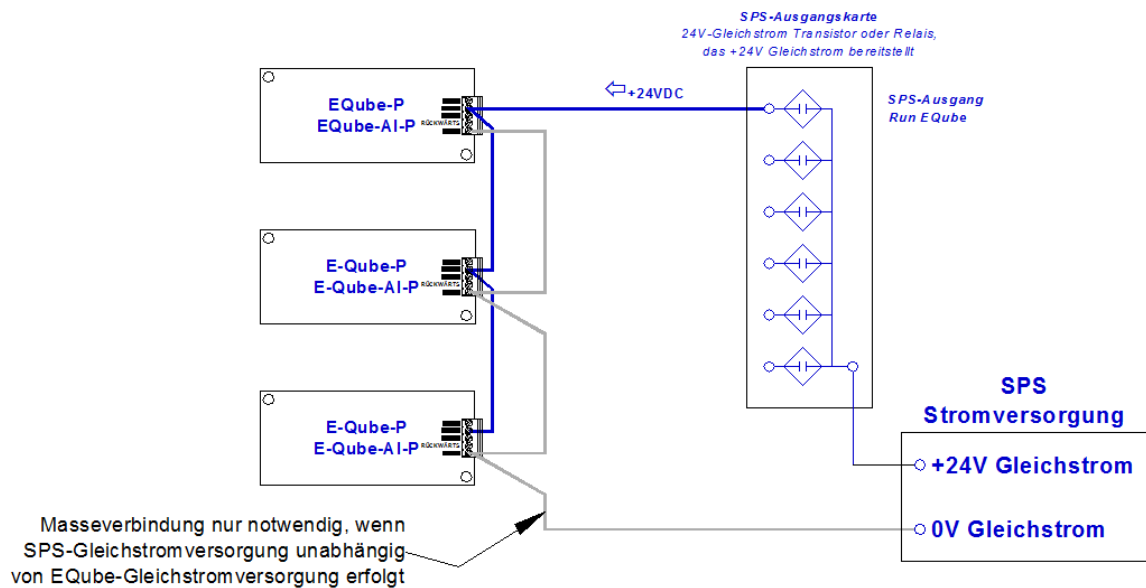 SPS-Ausgangskarte
24V-Gleichstrom Transistor oder Relais,
das +24V Gleichstrom bereitstellt
EQube-P
EQube-AI-P
RÜCKWÄRTS
+24VDC
SPS-Ausgang
Run EQube
E-Qube-P
E-Qube-AI-P
RÜCKWÄRTS
E-Qube-P
E-Qube-AI-P
RÜCKWÄRTS
SPS
Stromversorgung
+24V Gleichstrom
0V Gleichstrom
Masseverbindung nur notwendig, wenn
SPS-Gleichstromversorgung unabhängig
von EQube-Gleichstromversorgung erfolgt